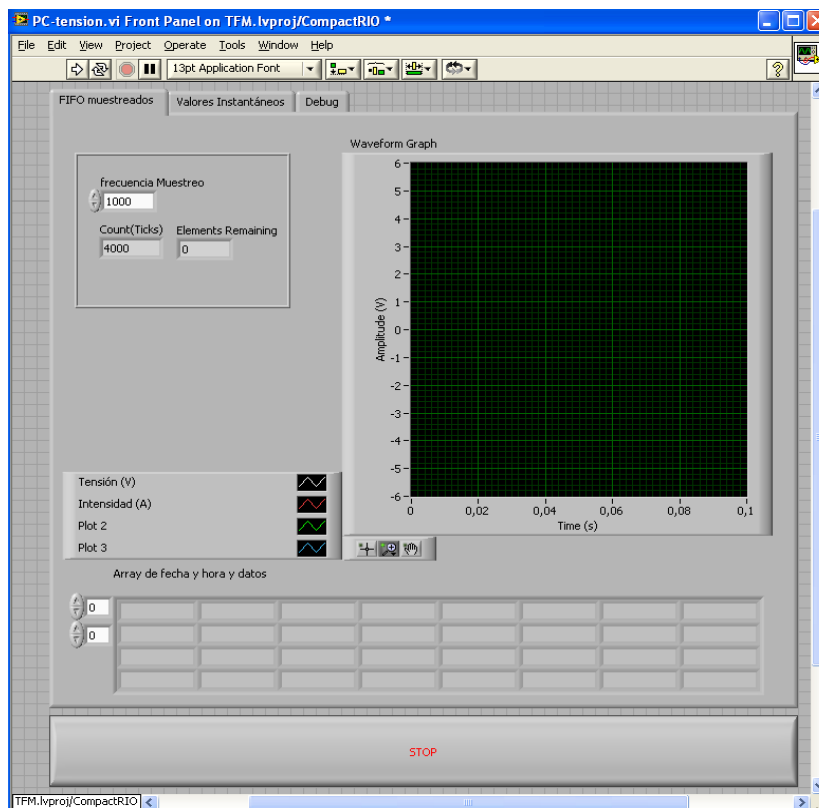 PC-tension.vi Front Panel on TFM.lvproj/CompactRIO *
File Edit View Project Operate Tools Window Help
13pt Application Font
?
FIFO muestreados Valores Instantáneos Debug
Waveform Graph
frecuencia Muestreo
1000
Count(Ticks) Elements Remaining
4000 0
Amplitude (V)
6
5
4
3
2
1
0
-1
-2
-3
-4
-5
-6
0 0,02 0,04 0,06 0,08 0,1
Time (s)
Tensión (V)
Intensidad (A)
Plot 2
Plot 3
Array de fecha y hora y datos
0
0
STOP
TFM.lvproj/CompactRIO